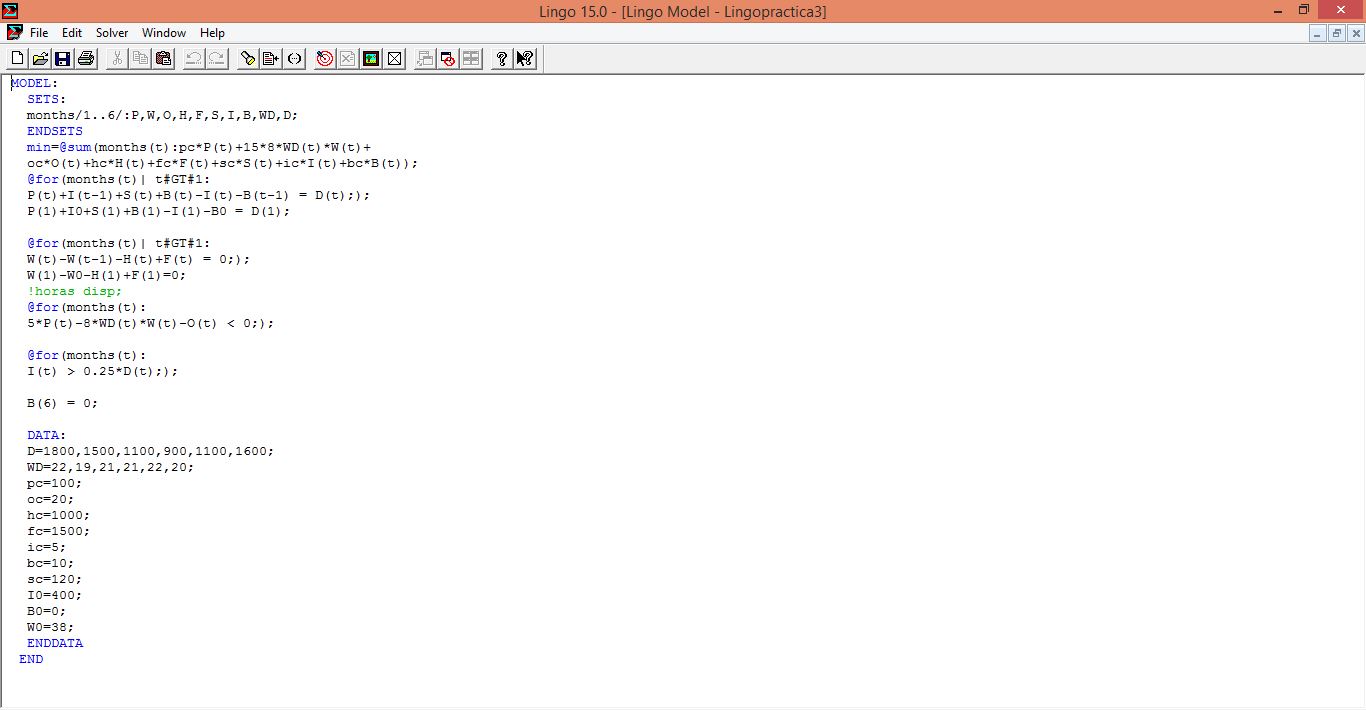 Lingo 15.0 - [Lingo Model - Lingopractica3]
File Edit Solver Window Help
MODEL:
SETS:
months/1..6/:P,W,O,H,F,S,I,B,WD,D;
ENDSETS
min=@sum(months(t):pc*P(t)+15*8*WD(t)*W(t)+
oc*O(t)+hc*H(t)+fc*F(t)+sc*S(t)+ic*I(t)+bc*B(t));
@for(months(t)| t#GT#1:
P(t)+I(t-1)+S(t)+B(t)-I(t)-B(t-1) = D(t););
P(1)+I0+S(1)+B(1)-I(1)-B0 = D(1);
@for(months(t)| t#GT#1:
W(t)-W(t-1)-H(t)+F(t) = 0;);
W(1)-W0-H(1)+F(1)=0;
!horas disp;
@for(months(t):
5*P(t)-8*WD(t)*W(t)-O(t) < 0;);
@for(months(t):
I(t) > 0.25*D(t););
B(6) = 0;
DATA:
D=1800,1500,1100,900,1100,1600;
WD=22,19,21,21,22,20;
pc=100;
oc=20;
hc=1000;
fc=1500;
ic=5;
bc=10;
sc=120;
I0=400;
B0=0;
W0=38;
ENDDATA
END